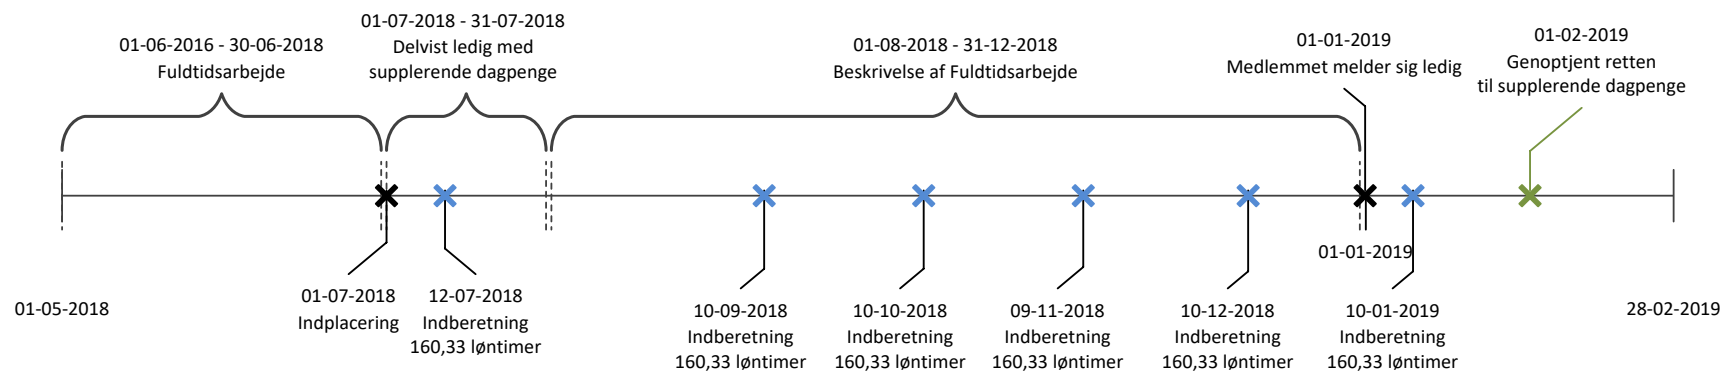 01-06-2016 - 30-06-2018
Fuldtidsarbejde
01-07-2018 - 31-07-2018
Delvist ledig med
supplerende dagpenge
01-08-2018 - 31-12-2018
Beskrivelse af Fuldtidsarbejde
01-01-2019
Medlemmet melder sig ledig
01-02-2019
Genoptjent retten
til supplerende dagpenge
01-05-2018
01-07-2018
Indplacering
12-07-2018
Indberetning
160,33 løntimer
10-09-2018
Indberetning
160,33 løntimer
10-10-2018
Indberetning
160,33 løntimer
09-11-2018
Indberetning
160,33 løntimer
10-12-2018
Indberetning
160,33 løntimer
01-01-2019
10-01-2019
Indberetning
160,33 løntimer
28-02-2019